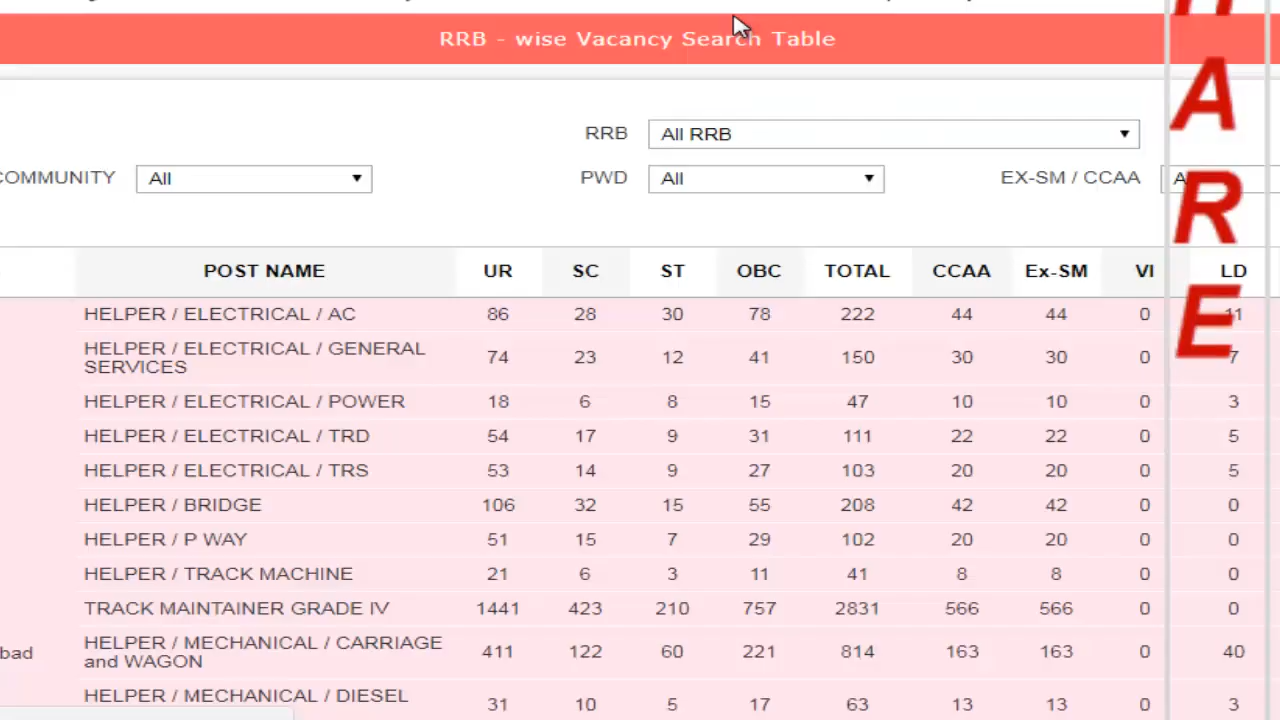 RRB - wise Vacancy Search Table
RRB All RRB
COMMUNITY All PWD All EX-SM / CCAA
POST NAME UR SC ST OBC TOTAL CCAA Ex-SM VI LD
HELPER / ELECTRICAL / AC 86 28 30 78 222 44 44 0 11
HELPER / ELECTRICAL / GENERAL
SERVICES 74 23 12 41 150 30 30 0 7
HELPER / ELECTRICAL / POWER 18 6 8 15 47 10 10 0 3
HELPER / ELECTRICAL / TRD 54 17 9 31 111 22 22 0 5
HELPER / ELECTRICAL / TRS 53 14 9 27 103 20 20 0 5
HELPER / BRIDGE 106 32 15 55 208 42 42 0 0
HELPER / P WAY 51 15 7 29 102 20 20 0 0
HELPER / TRACK MACHINE 21 6 3 11 41 8 8 0 0
TRACK MAINTAINER GRADE IV 1441 423 210 757 2831 566 566 0 0
bad HELPER / MECHANICAL / CARRIAGE
and WAGON 411 122 60 221 814 163 163 0 40
HELPER / MECHANICAL / DIESEL 31 10 5 17 63 13 13 0 3
A
R
E